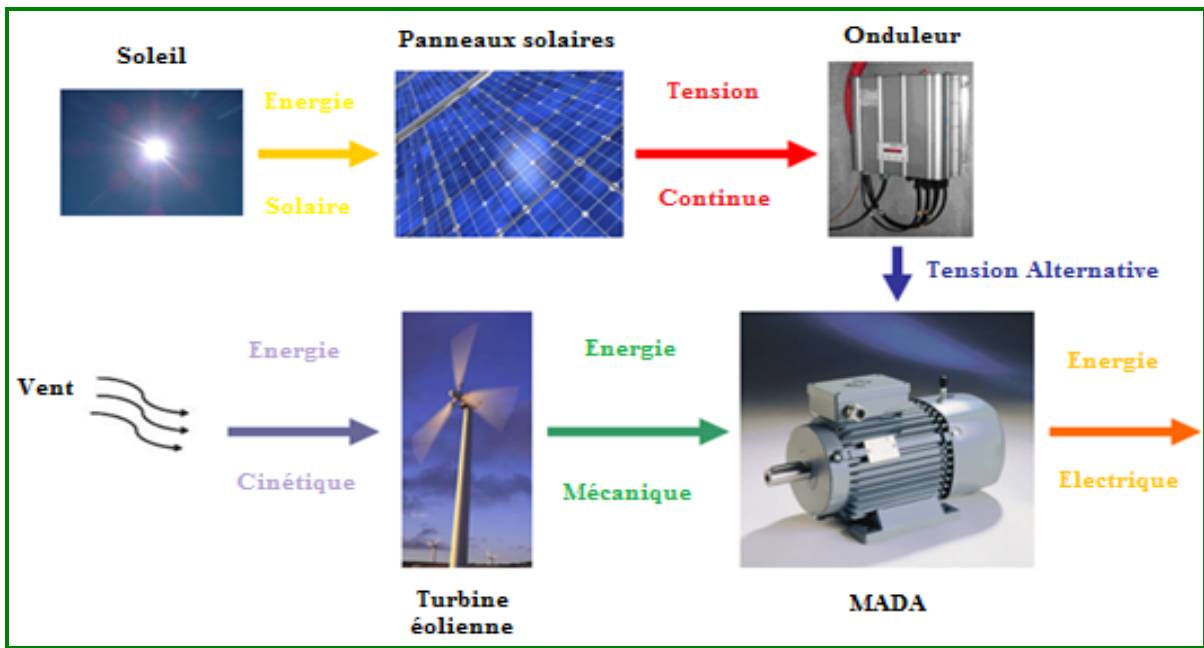 Soleil
Energie
Solaire
Panneaux solaires
Tension
Continue
Onduleur
Tension Alternative
Vent
Energie
Cinétique
Turbine
éolienne
Energie
Mécanique
MADA
Energie
Electrique